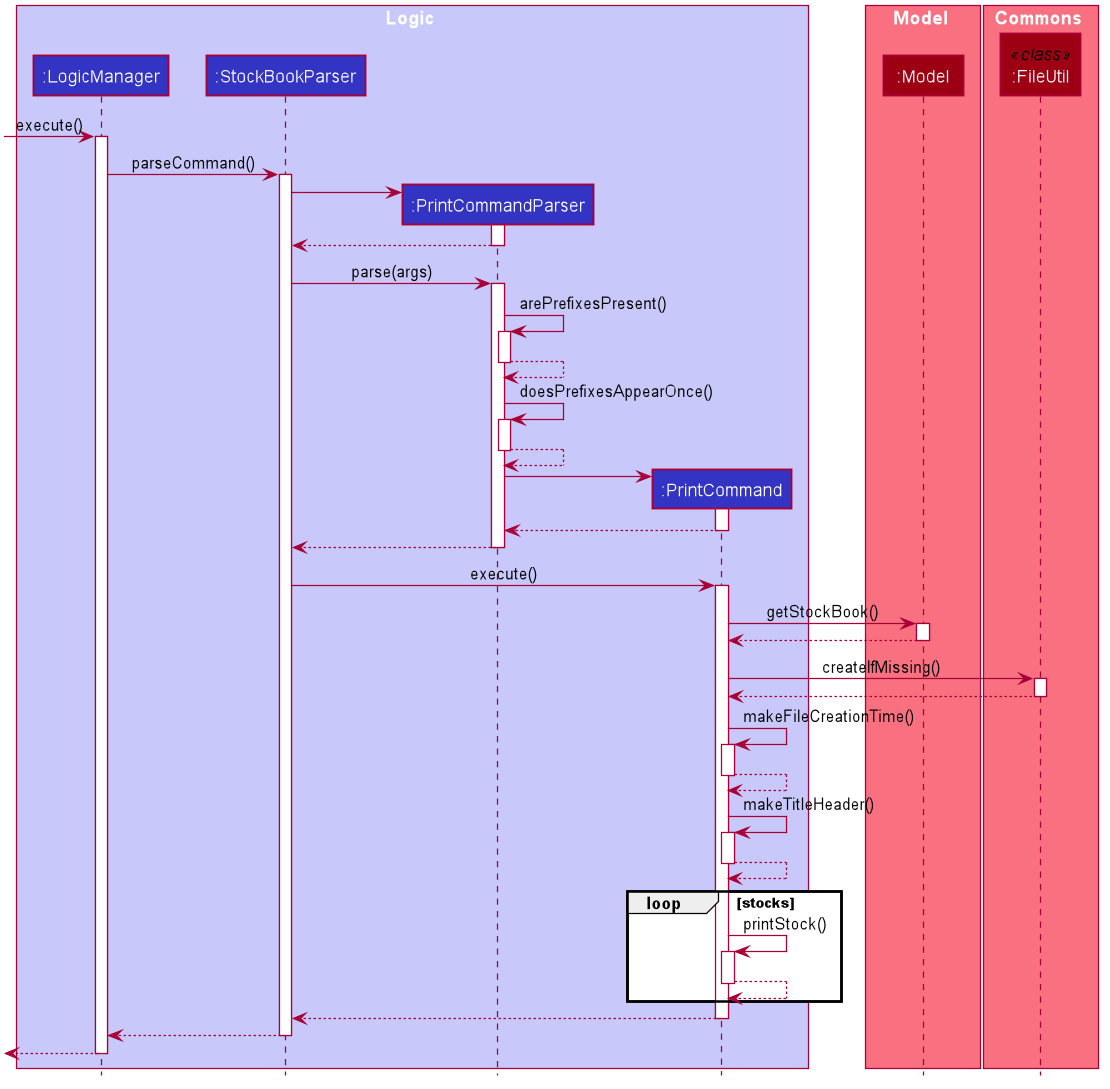 Logic
Model
Commons
:LogicManager
:StockBookParser
:Model
«class»
:FileUtil
execute()
parseCommand()
:PrintCommandParser
parse(args)
arePrefixesPresent()
doesPrefixesAppearOnce()
:PrintCommand
execute()
getStockBook()
createIfMissing()
makeFileCreationTime()
makeTitleHeader()
loop
[stocks]
printStock()